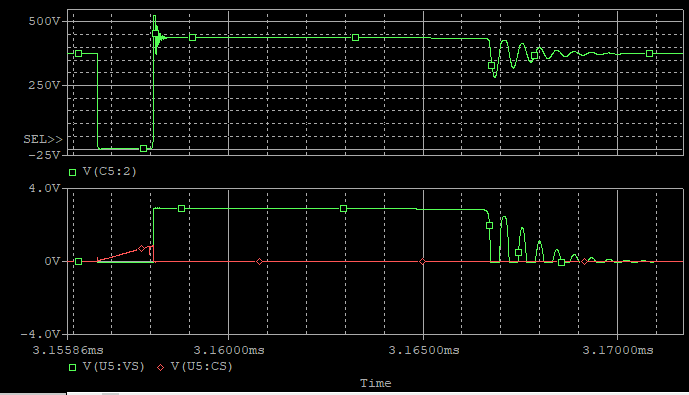 500V
250V
SEL>>
-25V
V(C5:2)
4.0V
0V
-4.0V
3.15586ms 3.16000ms 3.16500ms 3.17000ms
V(U5:VS) V(U5:CS)
Time